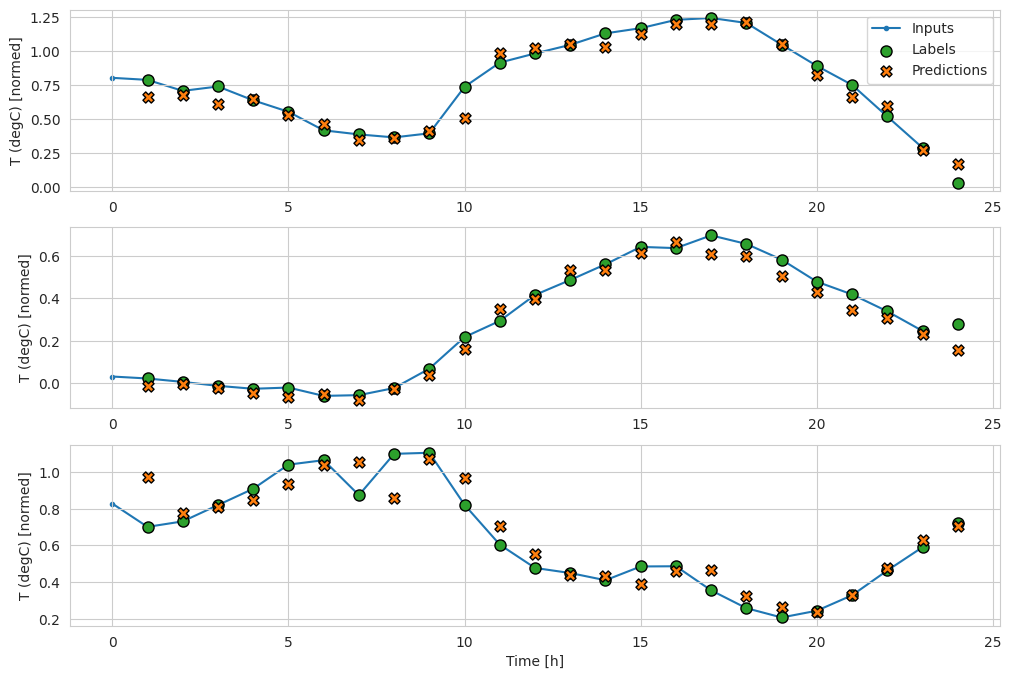 1.25
1.00
0.75
0.50
0.25
0.00
T (degC) [normed]
Inputs
Labels
Predictions
0 5 10 15 20 25
0.6
0.4
0.2
0.0
T (degC) [normed]
0 5 10 15 20 25
1.0
0.8
0.6
0.4
0.2
T (degC) [normed]
0 5 10 15 20 25
Time [h]